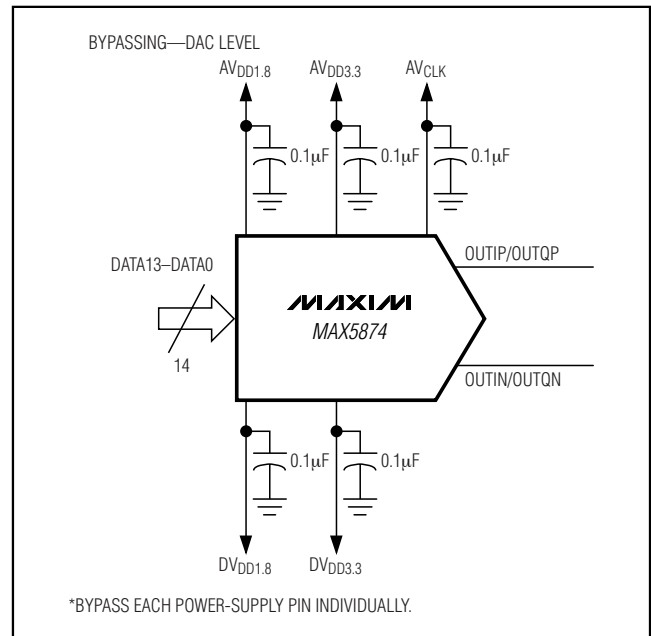 BYPASSING—DAC LEVEL
AVDD1.8 AVDD3.3 AVCLK
0.1µF 0.1µF 0.1µF
OUTIP/OUTQP
DATA13–DATA0
MAXIM
MAX5874
14
OUTIN/OUTQN
0.1µF 0.1µF
DVDD1.8 DVDD3.3
*BYPASS EACH POWER-SUPPLY PIN INDIVIDUALLY.